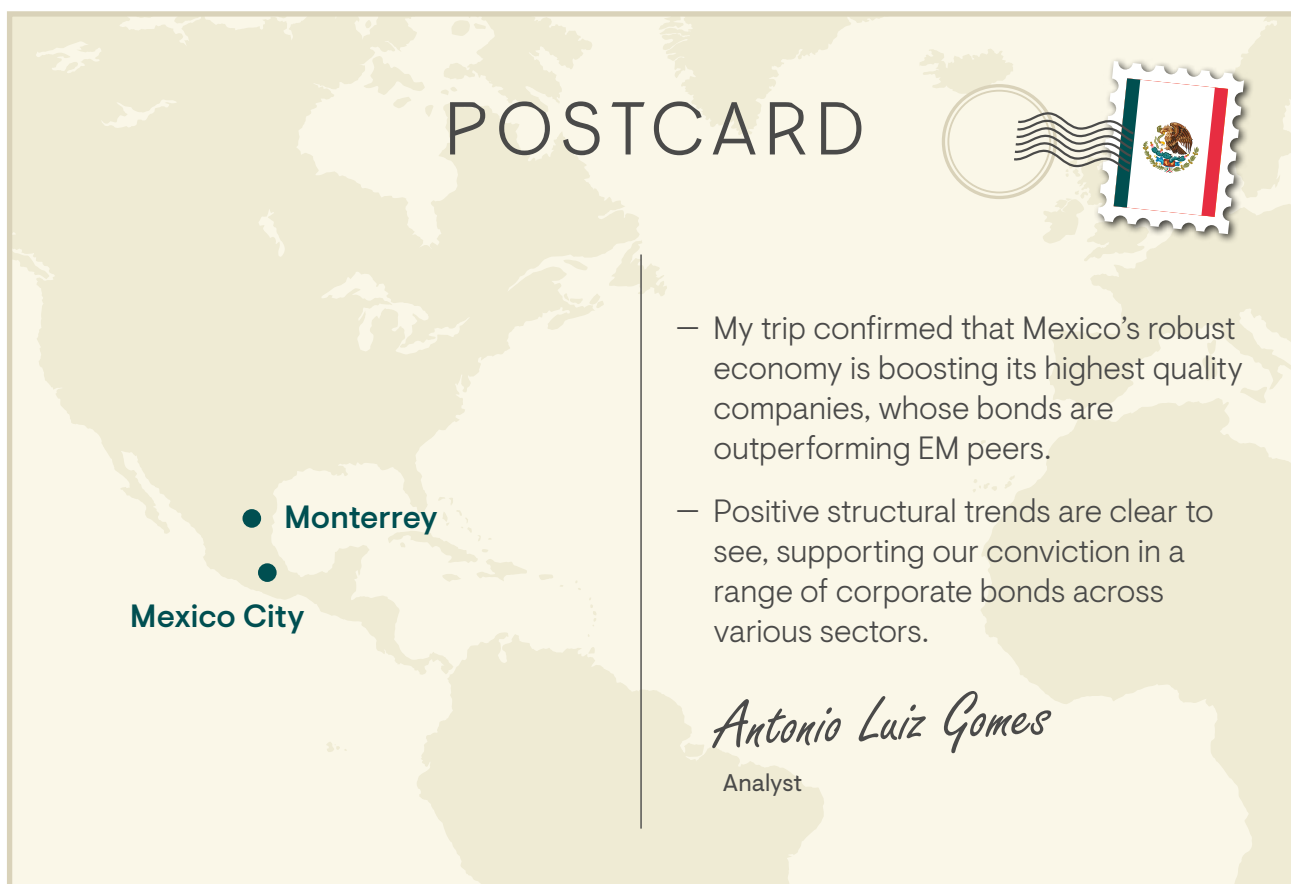 POSTCARD
Monterrey
Mexico City
— My trip confirmed that Mexico’s robust
economy is boosting its highest quality
companies, whose bonds are
outperforming EM peers.
— Positive structural trends are clear to
see, supporting our conviction in a
range of corporate bonds across
various sectors.
Antonio Luiz Gomes
Analyst